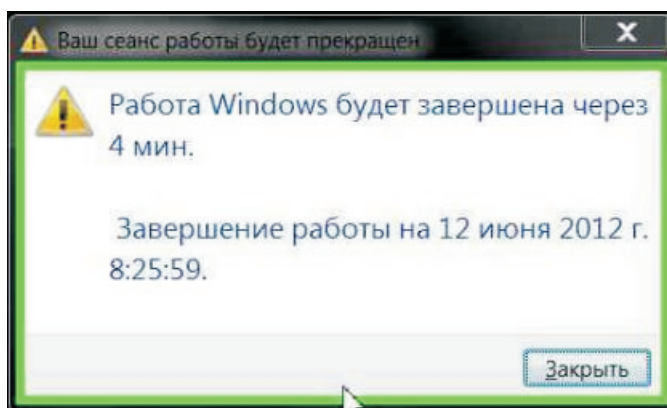 Ваш сеанс работы будет прекращен
Работа Windows будет завершена через
4 мин.
Завершение работы на 12 июня 2012 г.
8:25:59.
Закрыть